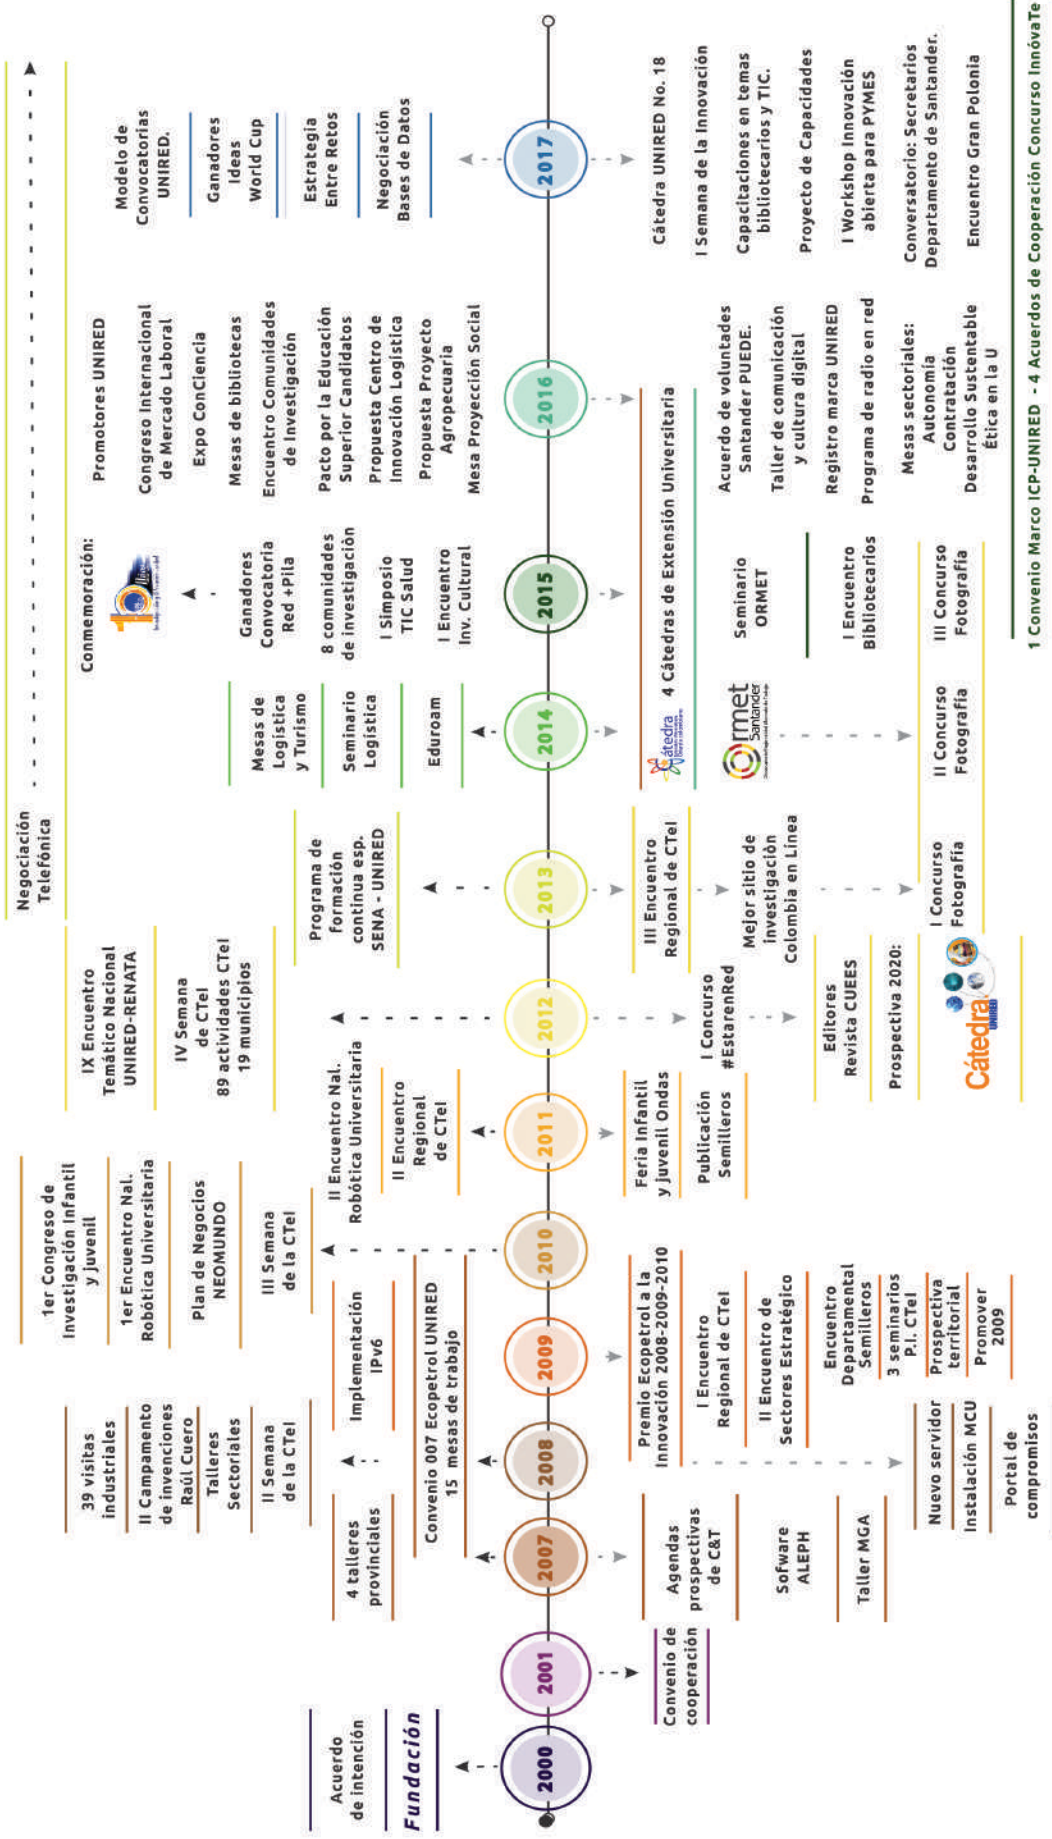 Acuerdo
de intención
Fundación
2000
2001
Convenio de
cooperación
4 talleres
provinciales
Convenio 007 Ecopetrol UNIRED
15 mesas de trabajo
2007
Agendas
prospectivas
de C&T
Sofware
ALEPH
Taller MGA
39 visitas
industriales
II Campamento
de invenciones
Raúl Cuero
Talleres
Sectoriales
II Semana
de la CTeI
2008
Nuevo servidor
Instalación MCU
Portal de
compromisos
Implementación
IPv6
2009
Premio Ecopetrol a la
Innovación 2008-2009-2010
I Encuentro
Regional de CTeI
II Encuentro de
Sectores Estratégico
Encuentro
Departamental
Semilleros
3 seminarios
P.I. CTeI
Prospectiva
territorial
Promover
2009
1er Congreso de
Investigación Infantil
y juvenil
1er Encuentro Nal.
Robótica Universitaria
Plan de Negocios
NEOMUNDO
III Semana
de la CTeI
2010
II Encuentro Nal.
Robótica Universitaria
II Encuentro
Regional
de CTeI
2011
Feria Infantil
y juvenil Ondas
Publicación
Semilleros
IX Encuentro
Temático Nacional
UNIRED-RENATA
IV Semana
de CTeI
89 actividades CTeI
19 municipios
2012
I Concurso
#EstarenRed
Editores
Revista CUEES
Prospectiva 2020:
Cátedra
UNIRED
Negociación
Telefónica
Programa de
formación
continua esp.
SENA - UNIRED
2013
III Encuentro
Regional de CTeI
Mejor sitio de
investigación
Colombia en Línea
I Concurso
Fotografía
Mesas de
Logística
y Turismo
Seminario
Logística
Eduroam
2014
Cátedra
4 Cátedras de Extensión Universitaria
Ormet
Santander
II Concurso
Fotografía
Conmemoración:
10
Ganadores
Convocatoria
Red +Pila
8 comunidades
de investigación
I Simposio
TIC Salud
I Encuentro
Inv. Cultural
2015
Seminario
ORMET
I Encuentro
Bibliotecarios
III Concurso
Fotografía
Promotores UNIRED
Congreso Internacional
de Mercado Laboral
Expo ConCiencia
Mesas de bibliotecas
Encuentro Comunidades
de Investigación
Pacto por la Educación
Superior Candidatos
Propuesta Centro de
Innovación Logística
Propuesta Proyecto
Agropecuaria
Mesa Proyección Social
2016
Acuerdo de voluntades
Santander PUEDE.
Taller de comunicación
y cultura digital
Registro marca UNIRED
Programa de radio en red
Mesas sectoriales:
Autonomía
Contratación
Desarrollo Sustentable
Ética en la U
Modelo de
Convocatorias
UNIRED.
Ganadores
Ideas
World Cup
Estrategia
Entre Retos
Negociación
Bases de Datos
2017
Cátedra UNIRED No. 18
I Semana de la Innovación
Capacitaciones en temas
bibliotecarios y TIC.
Proyecto de Capacidades
I Workshop Innovación
abierta para PYMES
Conversatorio: Secretarios
Departamento de Santander.
Encuentro Gran Polonia
1 Convenio Marco ICP-UNIRED - 4 Acuerdos de Cooperación Concurso InnóvaTe